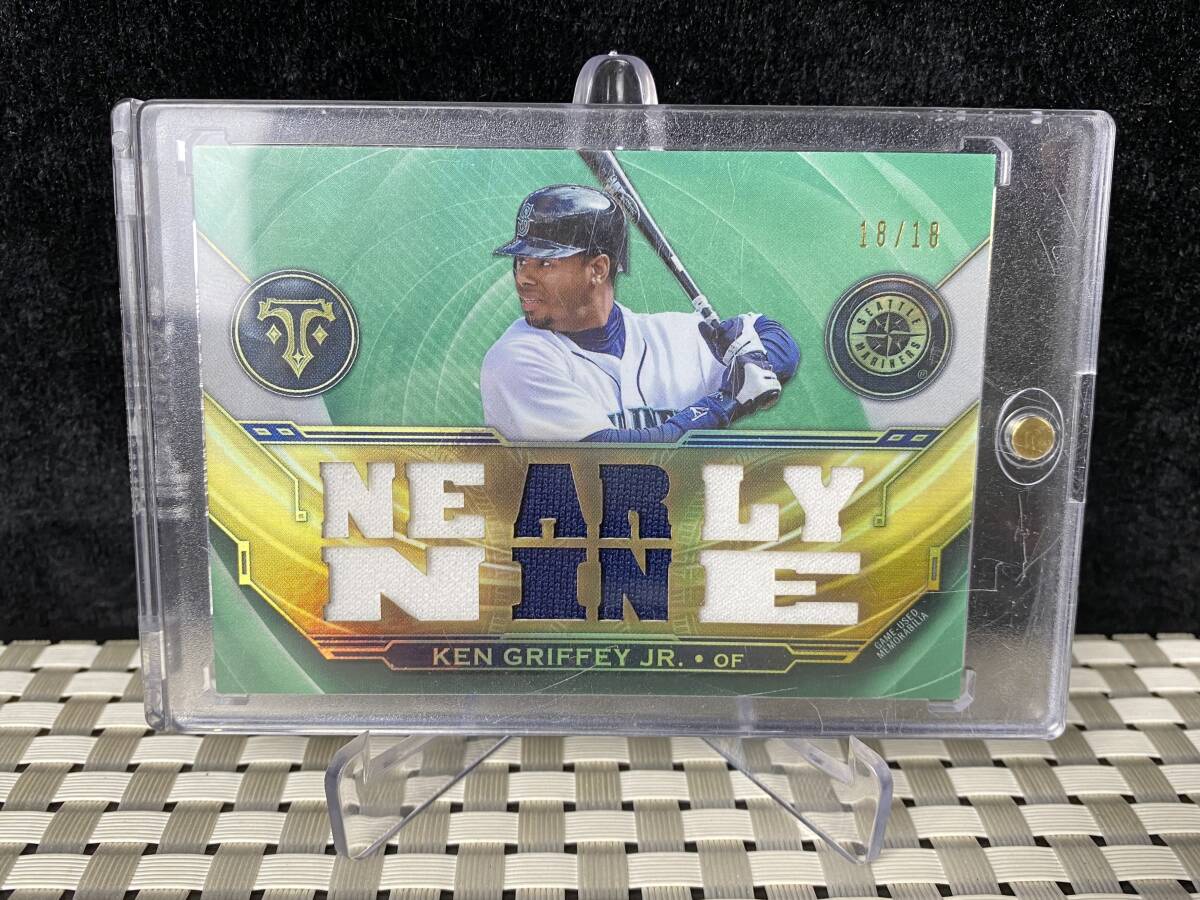 18/18
T
SEATTLE
MARINERS
®
NEARLY
NINE
GAME-USED
MEMORABILIA
KEN GRIFFEY JR. • OF